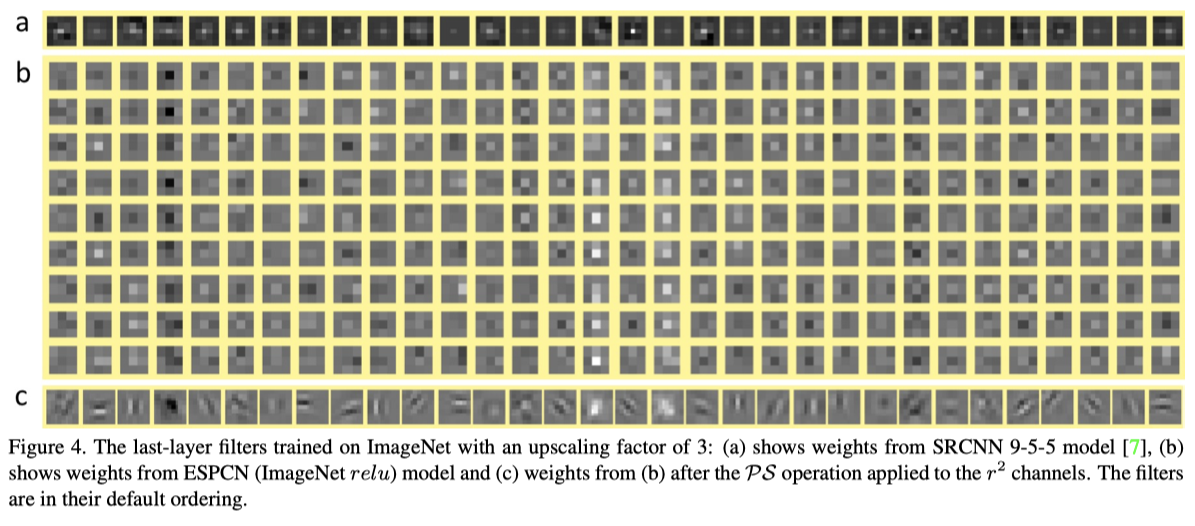 a
b
c
Figure 4. The last-layer filters trained on ImageNet with an upscaling factor of 3: (a) shows weights from SRCNN 9-5-5 model [7], (b)
shows weights from ESPCN (ImageNet relu) model and (c) weights from (b) after the PS operation applied to the r² channels. The filters
are in their default ordering.